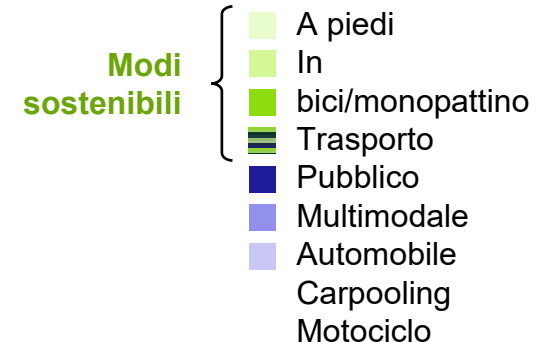 Modi
sostenibili
A piedi
In
bici/monopattino
Trasporto
Pubblico
Multimodale
Automobile
Carpooling
Motociclo